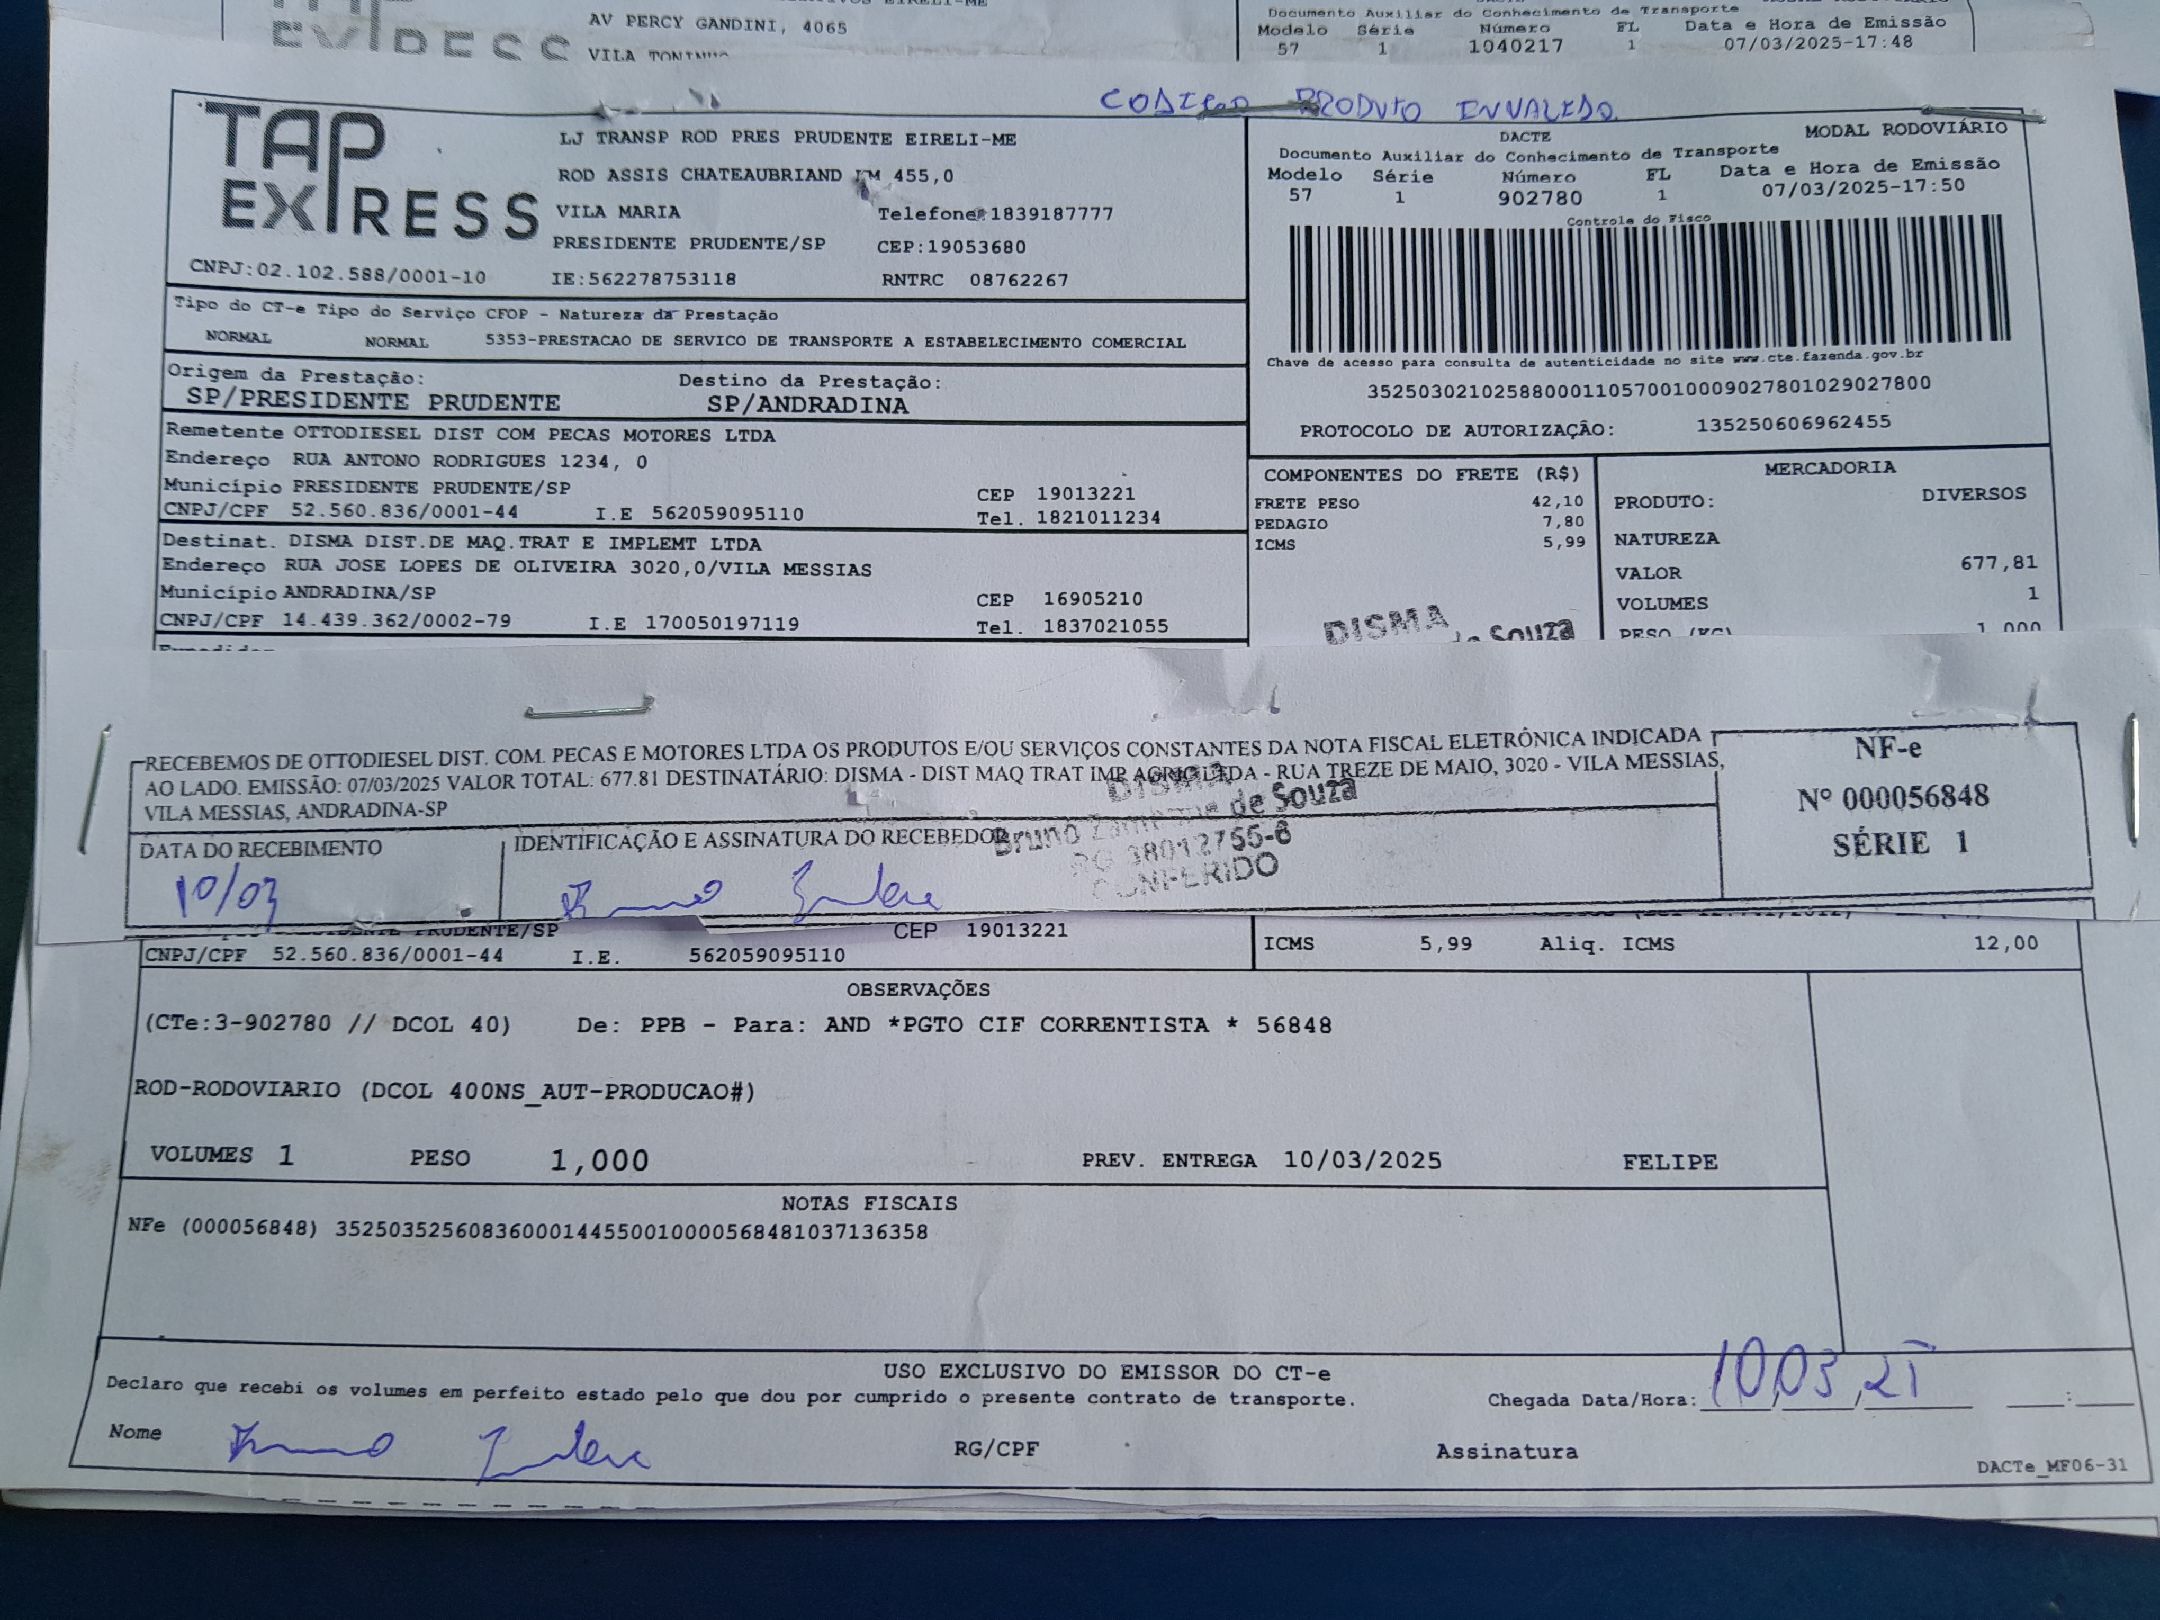 AV PERCY GANDINI, 4065
Documento Auxiliar do Conhecimento de Transporte
Modelo Série Número FL Data e Hora de Emissão
57 1 1040217 1 07/03/2025-17:48
PRODUTO
TAP EXPRESS
LJ TRANSP ROD PRES PRUDENTE EIRELI-ME
ROD ASSIS CHATEAUBRIAND KM 455,0
VILA MARIA Telefone:1839187777
PRESIDENTE PRUDENTE/SP CEP:19053680
CNPJ:02.102.588/0001-10 IE:562278753118 RNTRC 08762267
DACTE MODAL RODOVIÁRIO
Documento Auxiliar do Conhecimento de Transporte
Modelo Série Número FL Data e Hora de Emissão
57 1 902780 1 07/03/2025-17:50
Controle do Fisco
Chave de acesso para consulta de autenticidade no site www.cte.fazenda.gov.br
35250302102588000110570010009027801029027800
PROTOCOLO DE AUTORIZAÇÃO: 135250606962455
Tipo do CT-e Tipo do Serviço CFOP - Natureza da Prestação
NORMAL NORMAL 5353-PRESTACAO DE SERVICO DE TRANSPORTE A ESTABELECIMENTO COMERCIAL
Origem da Prestação: Destino da Prestação:
SP/PRESIDENTE PRUDENTE SP/ANDRADINA
Remetente OTTODIESEL DIST COM PECAS MOTORES LTDA
Endereço RUA ANTONO RODRIGUES 1234, 0
Município PRESIDENTE PRUDENTE/SP CEP 19013221
CNPJ/CPF 52.560.836/0001-44 I.E 562059095110 Tel. 1821011234
Destinat. DISMA DIST.DE MAQ.TRAT E IMPLEMT LTDA
Endereço RUA JOSE LOPES DE OLIVEIRA 3020,0/VILA MESSIAS
Município ANDRADINA/SP CEP 16905210
CNPJ/CPF 14.439.362/0002-79 I.E 170050197119 Tel. 1837021055
COMPONENTES DO FRETE (R$)
FRETE PESO 42,10
PEDAGIO 7,80
ICMS 5,99
MERCADORIA
PRODUTO: DIVERSOS
NATUREZA
VALOR 677,81
VOLUMES 1
PESO (KG) 1,000
DISMA
Souza
RECEBEMOS DE OTTODIESEL DIST. COM. PECAS E MOTORES LTDA OS PRODUTOS E/OU SERVIÇOS CONSTANTES DA NOTA FISCAL ELETRÔNICA INDICADA
AO LADO. EMISSÃO: 07/03/2025 VALOR TOTAL: 677.81 DESTINATÁRIO: DISMA - DIST MAQ TRAT IMP AGRIC LTDA - RUA TREZE DE MAIO, 3020 - VILA MESSIAS,
VILA MESSIAS, ANDRADINA-SP
DATA DO RECEBIMENTO IDENTIFICAÇÃO E ASSINATURA DO RECEBEDOR
10/03
DISMA
Bruno de Souza
CONFERIDO
NF-e
Nº 000056848
SÉRIE 1
PRUDENTE/SP CEP 19013221
CNPJ/CPF 52.560.836/0001-44 I.E. 562059095110
ICMS 5,99 Aliq. ICMS 12,00
OBSERVAÇÕES
(CTe:3-902780 // DCOL 40) De: PPB - Para: AND *PGTO CIF CORRENTISTA * 56848
ROD-RODOVIARIO (DCOL 400NS_AUT-PRODUCAO#)
VOLUMES 1 PESO 1,000 PREV. ENTREGA 10/03/2025 FELIPE
NOTAS FISCAIS
NFe (000056848) 35250352560836000144550010000568481037136358
USO EXCLUSIVO DO EMISSOR DO CT-e
Declaro que recebi os volumes em perfeito estado pelo que dou por cumprido o presente contrato de transporte.
Chegada Data/Hora: 10,03,25 :
Nome RG/CPF Assinatura
DACTe_MF06-31